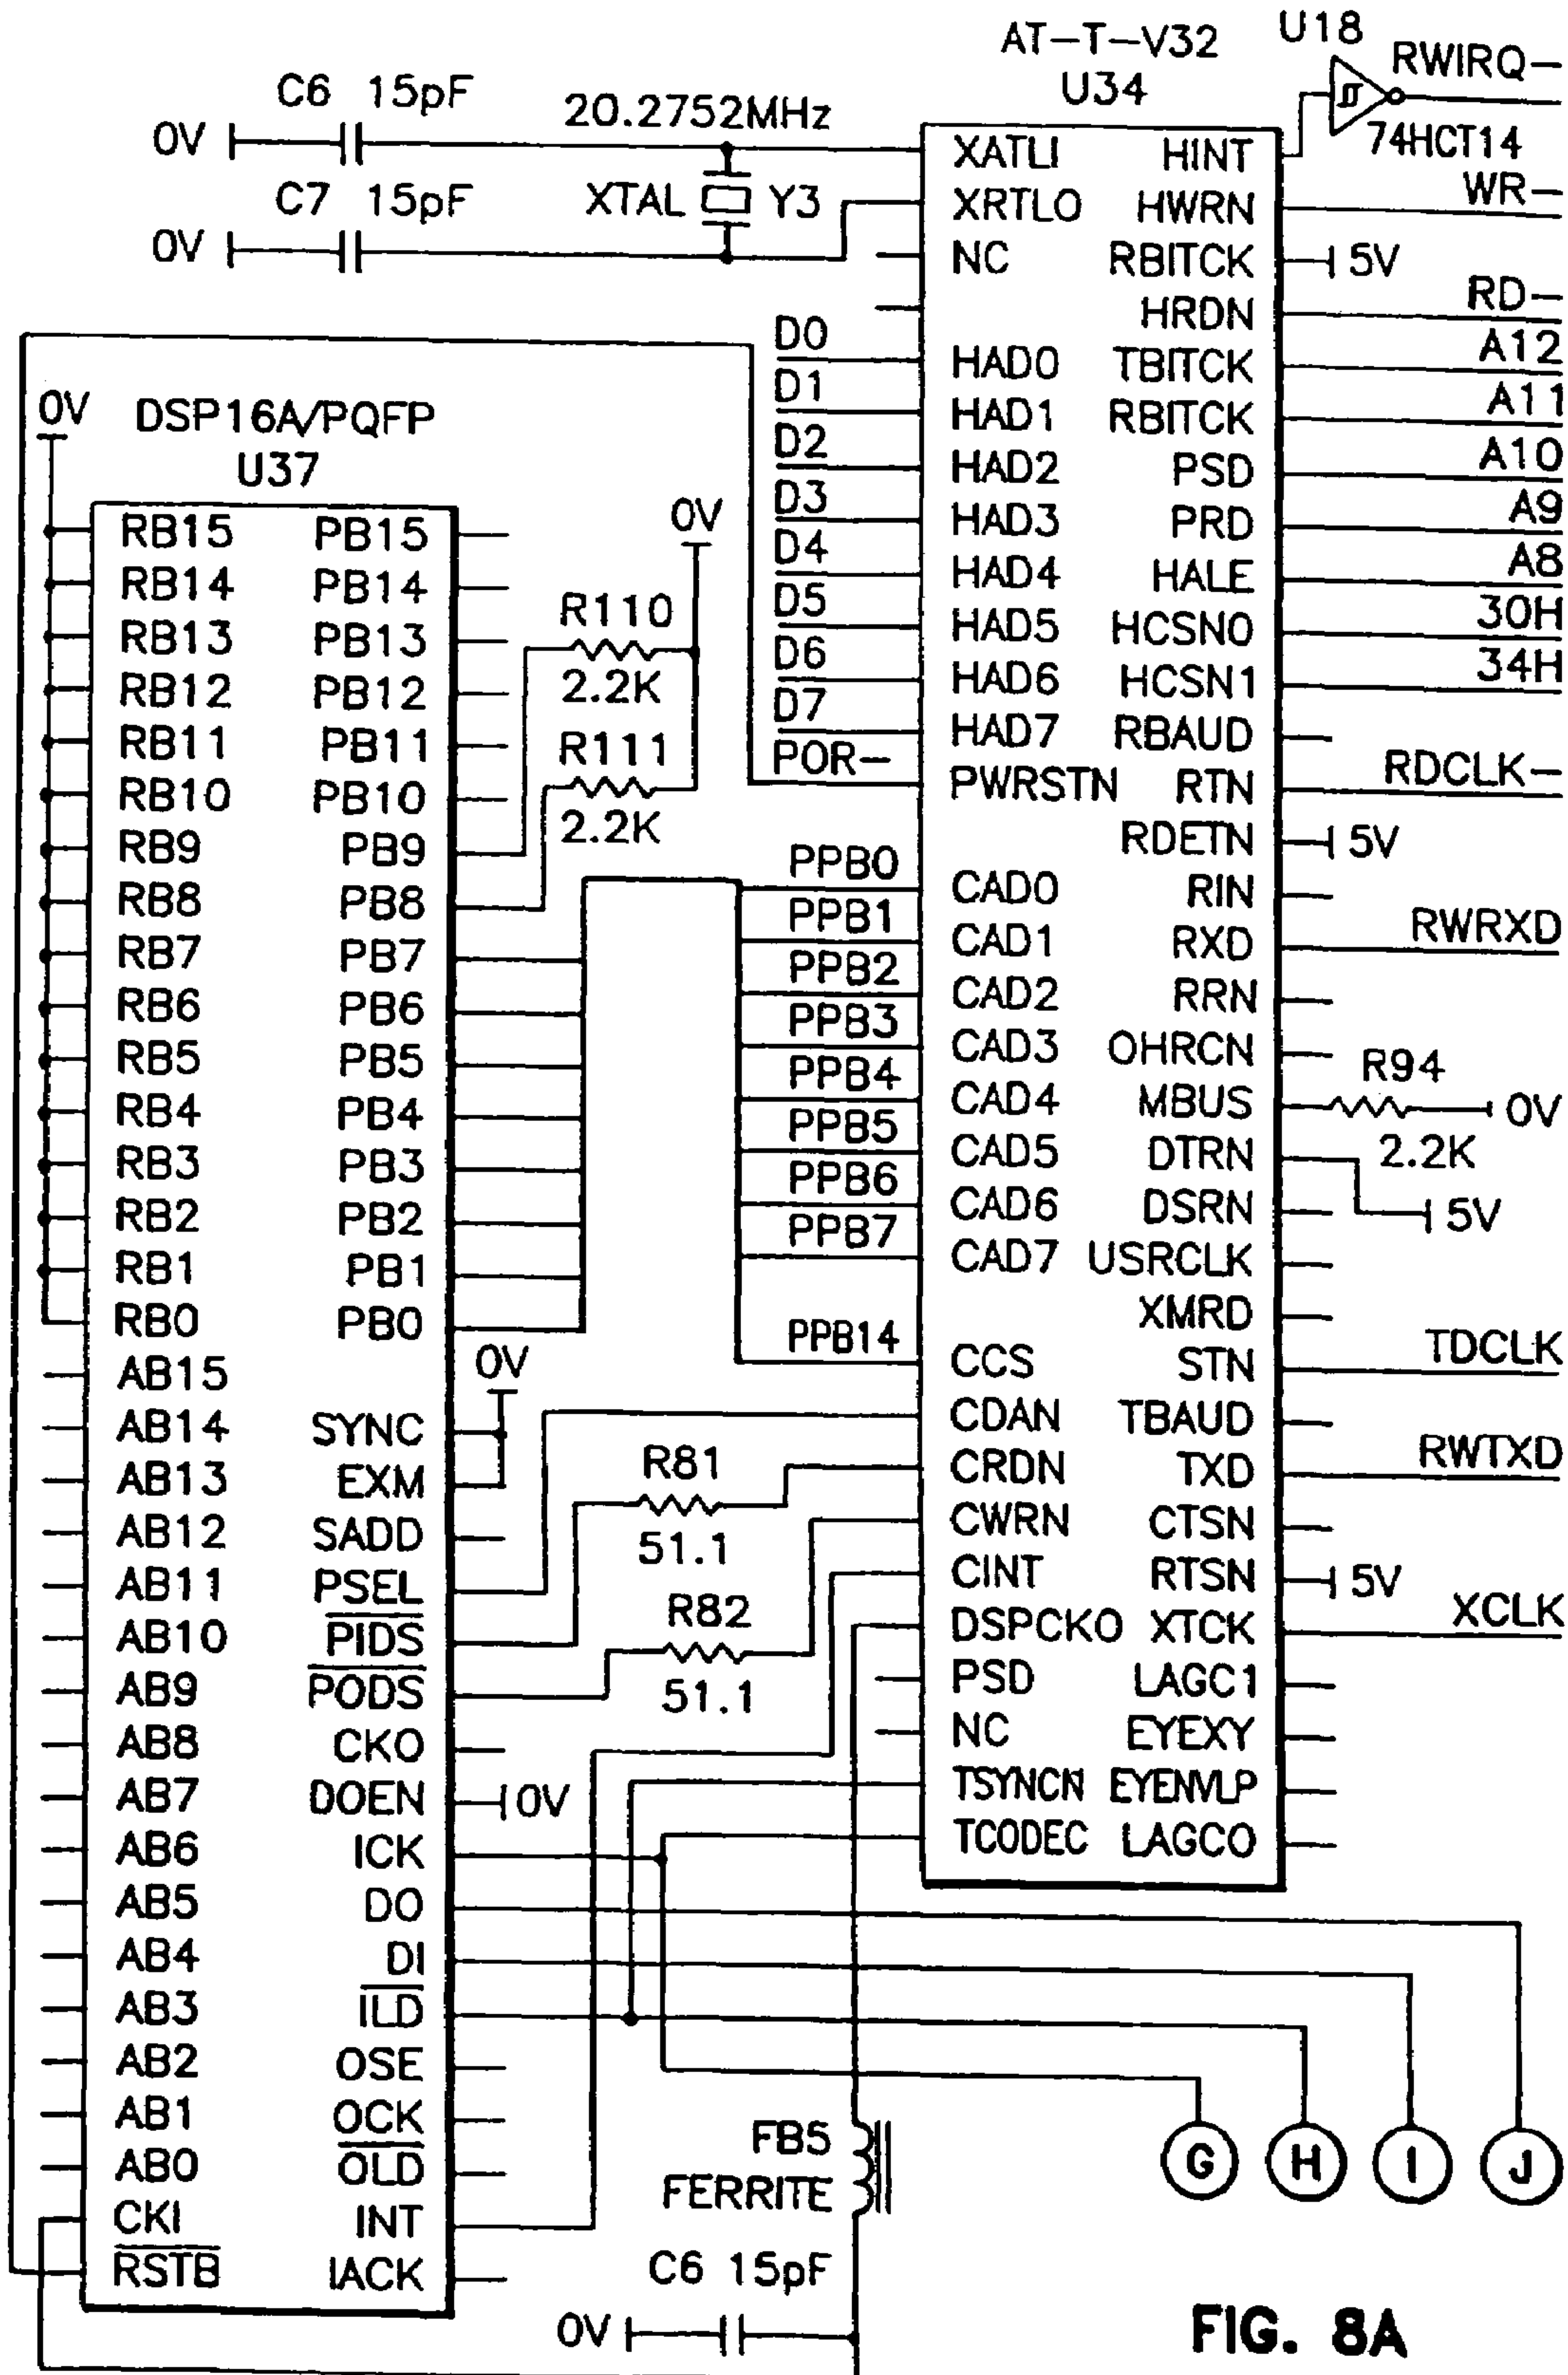 AT-T-V32
U34
U18
RWIRQ-
74HCT14
C6 15pF
0V
20.2752MHz
C7 15pF
XTAL Y3
0V
XATLI HINT
WR-
XRTLO HWRN
NC RBITCK 5V
RD-
HRDN
D0 A12
HAD0 TBITCK
D1 A11
HAD1 RBITCK
D2 A10
HAD2 PSD
D3 A9
HAD3 PRD
D4 A8
HAD4 HALE
D5 30H
HAD5 HCSN0
D6 34H
HAD6 HCSN1
D7
HAD7 RBAUD
POR- RDCLK-
PWRSTN RTN
RDETN 5V
PPB0
CAD0 RIN
PPB1 RWRXD
CAD1 RXD
PPB2
CAD2 RRN
PPB3
CAD3 OHRCN
PPB4 R94
CAD4 MBUS 0V
2.2K
PPB5
CAD5 DTRN
PPB6
CAD6 DSRN 5V
PPB7
CAD7 USRCLK
XMRD
PPB14 TDCLK
CCS STN
CDAN TBAUD
RWTXD
CRDN TXD
CWRN CTSN
CINT RTSN 5V
XCLK
DSPCKO XTCK
PSD LAGC1
NC EYEXY
TSYNCN EYENVLP
TCODEC LAGCO
0V
DSP16A/PQFP
U37
RB15 PB15
RB14 PB14
RB13 PB13
RB12 PB12
RB11 PB11
RB10 PB10
RB9 PB9
RB8 PB8
RB7 PB7
RB6 PB6
RB5 PB5
RB4 PB4
RB3 PB3
RB2 PB2
RB1 PB1
RB0 PB0
AB15
AB14 SYNC
AB13 EXM
AB12 SADD
AB11 PSEL
AB10 PIDS
AB9 PODS
AB8 CKO
AB7 DOEN 0V
AB6 ICK
AB5 DO
AB4 DI
AB3 ILD
AB2 OSE
AB1 OCK
AB0 OLD
CKI INT
RSTB IACK
0V
R110
2.2K
R111
2.2K
0V
R81
51.1
R82
51.1
FB5
FERRITE
C6 15pF
0V
G H I J
FIG. 8A